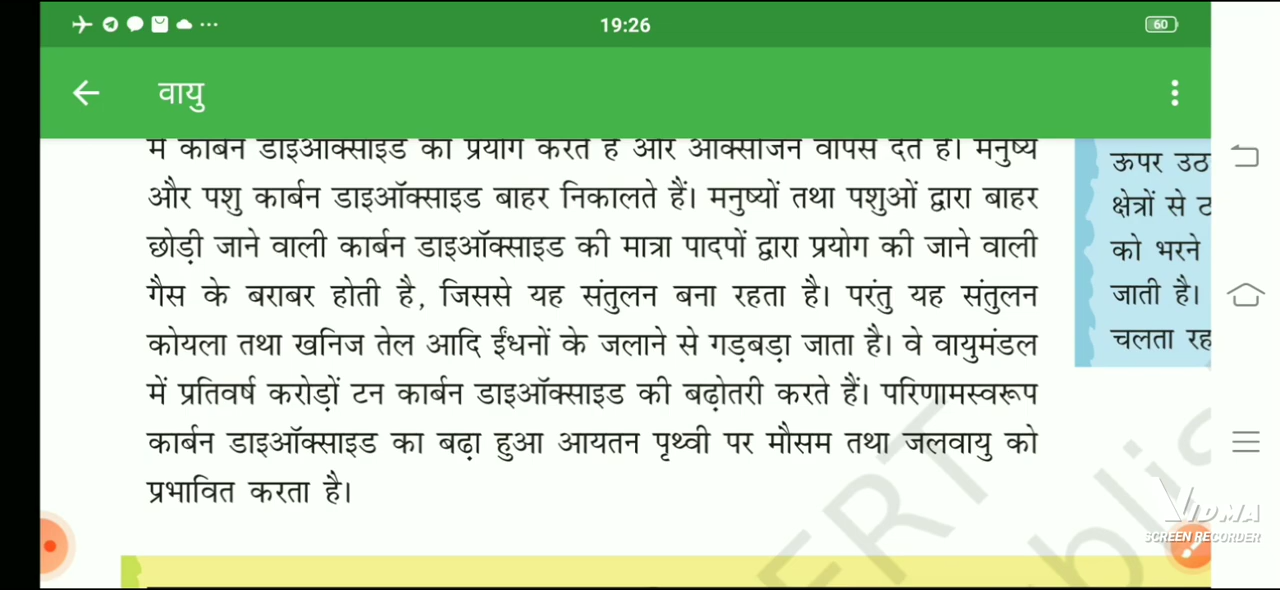 19:26
60
वायु
में कार्बन डाइऑक्साइड का प्रयोग करते हैं और ऑक्सीजन वापस देते हैं। मनुष्य
और पशु कार्बन डाइऑक्साइड बाहर निकालते हैं। मनुष्यों तथा पशुओं द्वारा बाहर
छोड़ी जाने वाली कार्बन डाइऑक्साइड की मात्रा पादपों द्वारा प्रयोग की जाने वाली
गैस के बराबर होती है, जिससे यह संतुलन बना रहता है। परंतु यह संतुलन
कोयला तथा खनिज तेल आदि ईंधनों के जलाने से गड़बड़ा जाता है। वे वायुमंडल
में प्रतिवर्ष करोड़ों टन कार्बन डाइऑक्साइड की बढ़ोतरी करते हैं। परिणामस्वरूप
कार्बन डाइऑक्साइड का बढ़ा हुआ आयतन पृथ्वी पर मौसम तथा जलवायु को
प्रभावित करता है।
ऊपर उठ
क्षेत्रों से
को भरने
जाती है।
चलता रह
VIDMA
SCREEN RECORDER